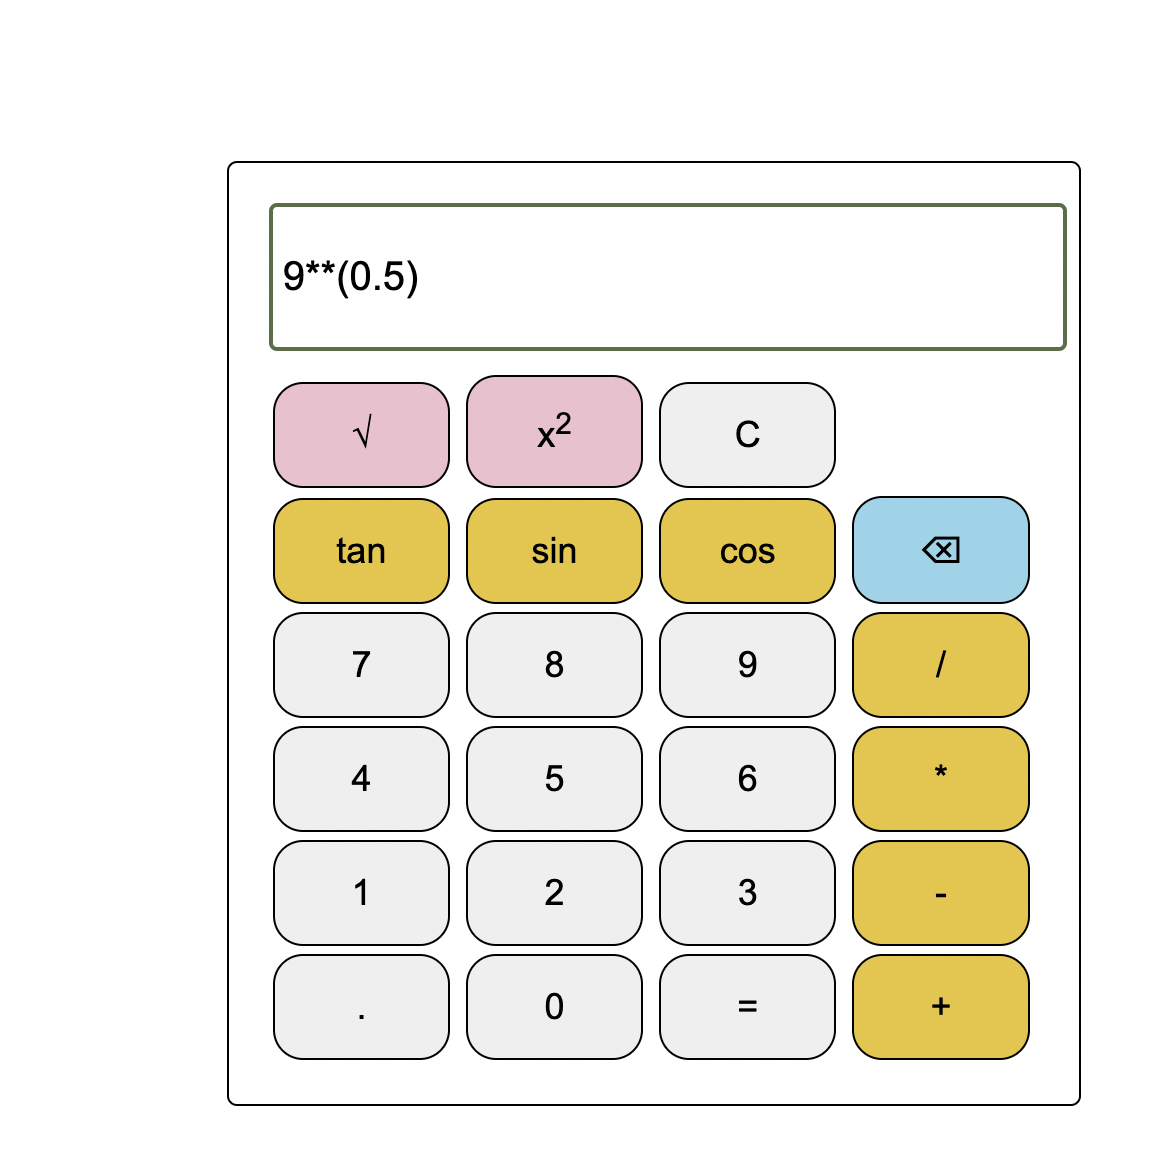 9**(0.5)
√ x² C
tan sin cos ⌫
7 8 9 /
4 5 6 *
1 2 3 -
. 0 = +